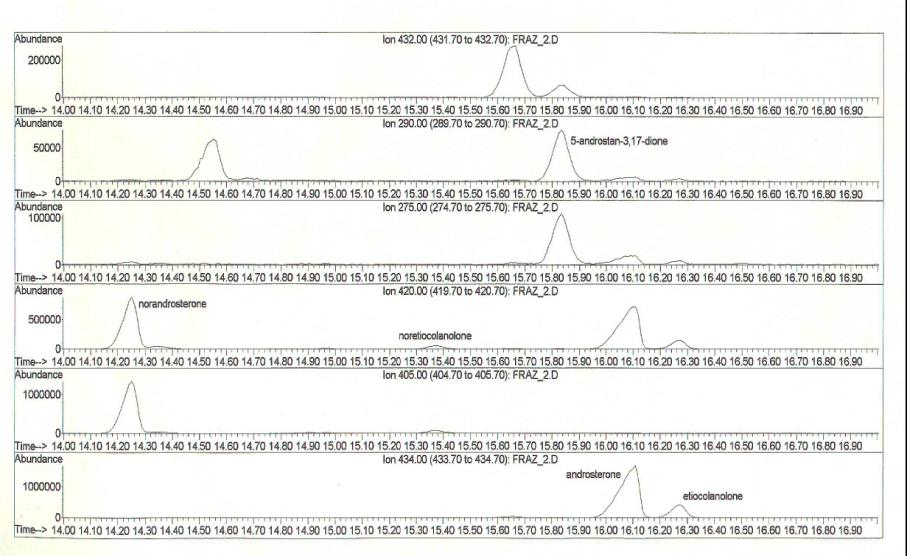 Abundance
Ion 432.00 (431.70 to 432.70): FRAZ_2.D
200000
0
Time--> 14.00 14.10 14.20 14.30 14.40 14.50 14.60 14.70 14.80 14.90 15.00 15.10 15.20 15.30 15.40 15.50 15.60 15.70 15.80 15.90 16.00 16.10 16.20 16.30 16.40 16.50 16.60 16.70 16.80 16.90
Abundance
Ion 290.00 (289.70 to 290.70): FRAZ_2.D
5-androstan-3,17-dione
50000
0
Time--> 14.00 14.10 14.20 14.30 14.40 14.50 14.60 14.70 14.80 14.90 15.00 15.10 15.20 15.30 15.40 15.50 15.60 15.70 15.80 15.90 16.00 16.10 16.20 16.30 16.40 16.50 16.60 16.70 16.80 16.90
Abundance
Ion 275.00 (274.70 to 275.70): FRAZ_2.D
100000
0
Time--> 14.00 14.10 14.20 14.30 14.40 14.50 14.60 14.70 14.80 14.90 15.00 15.10 15.20 15.30 15.40 15.50 15.60 15.70 15.80 15.90 16.00 16.10 16.20 16.30 16.40 16.50 16.60 16.70 16.80 16.90
Abundance
Ion 420.00 (419.70 to 420.70): FRAZ_2.D
norandrosterone
500000
noretiocolanolone
0
Time--> 14.00 14.10 14.20 14.30 14.40 14.50 14.60 14.70 14.80 14.90 15.00 15.10 15.20 15.30 15.40 15.50 15.60 15.70 15.80 15.90 16.00 16.10 16.20 16.30 16.40 16.50 16.60 16.70 16.80 16.90
Abundance
Ion 405.00 (404.70 to 405.70): FRAZ_2.D
1000000
0
Time--> 14.00 14.10 14.20 14.30 14.40 14.50 14.60 14.70 14.80 14.90 15.00 15.10 15.20 15.30 15.40 15.50 15.60 15.70 15.80 15.90 16.00 16.10 16.20 16.30 16.40 16.50 16.60 16.70 16.80 16.90
Abundance
Ion 434.00 (433.70 to 434.70): FRAZ_2.D
androsterone
1000000
etiocolanolone
0
Time--> 14.00 14.10 14.20 14.30 14.40 14.50 14.60 14.70 14.80 14.90 15.00 15.10 15.20 15.30 15.40 15.50 15.60 15.70 15.80 15.90 16.00 16.10 16.20 16.30 16.40 16.50 16.60 16.70 16.80 16.90